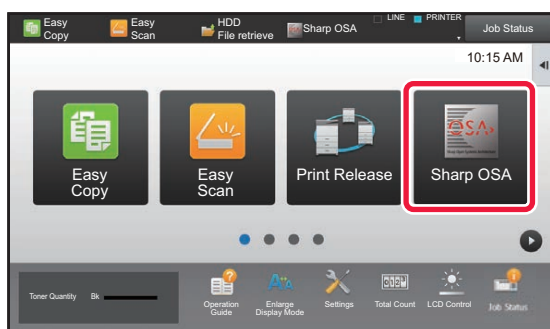 Easy
Copy
Easy
Scan
HDD
File retrieve
Sharp OSA
LINE
PRINTER
Job Status
10:15 AM
Easy
Copy
Easy
Scan
Print Release
OSA
Sharp OSA
Toner Quantity Bk
Operation
Guide
Enlarge
Display Mode
Settings
Total Count
LCD Control
Job Status